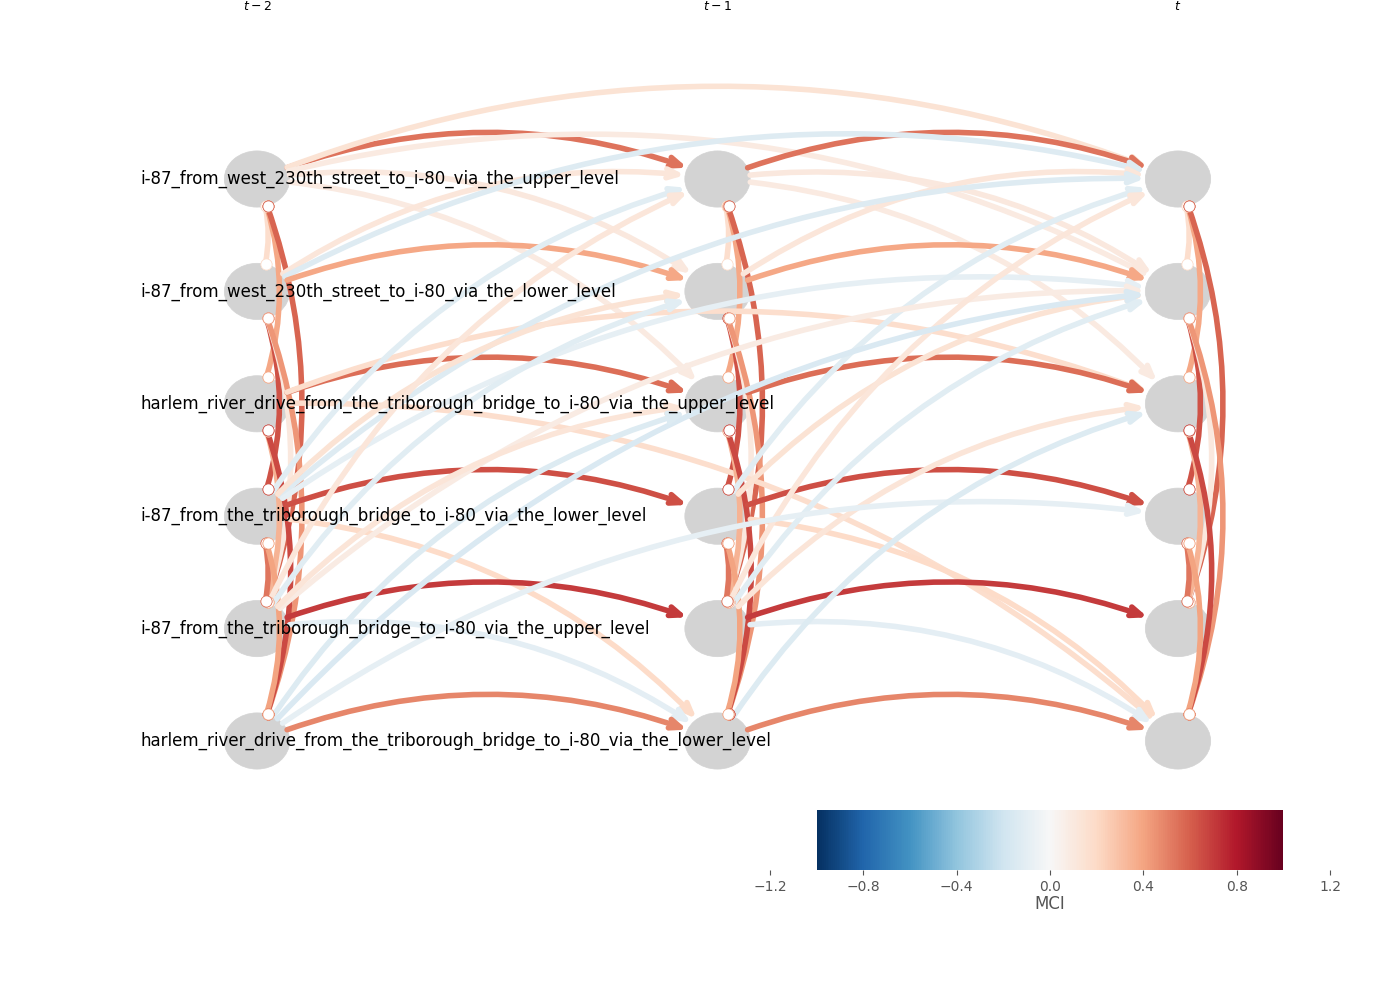 t − 2 t − 1 t
i-87_from_west_230th_street_to_i-80_via_the_upper_level
i-87_from_west_230th_street_to_i-80_via_the_lower_level
harlem_river_drive_from_the_triborough_bridge_to_i-80_via_the_upper_level
i-87_from_the_triborough_bridge_to_i-80_via_the_lower_level
i-87_from_the_triborough_bridge_to_i-80_via_the_upper_level
harlem_river_drive_from_the_triborough_bridge_to_i-80_via_the_lower_level
−1.2 −0.8 −0.4 0.0 0.4 0.8 1.2
MCI